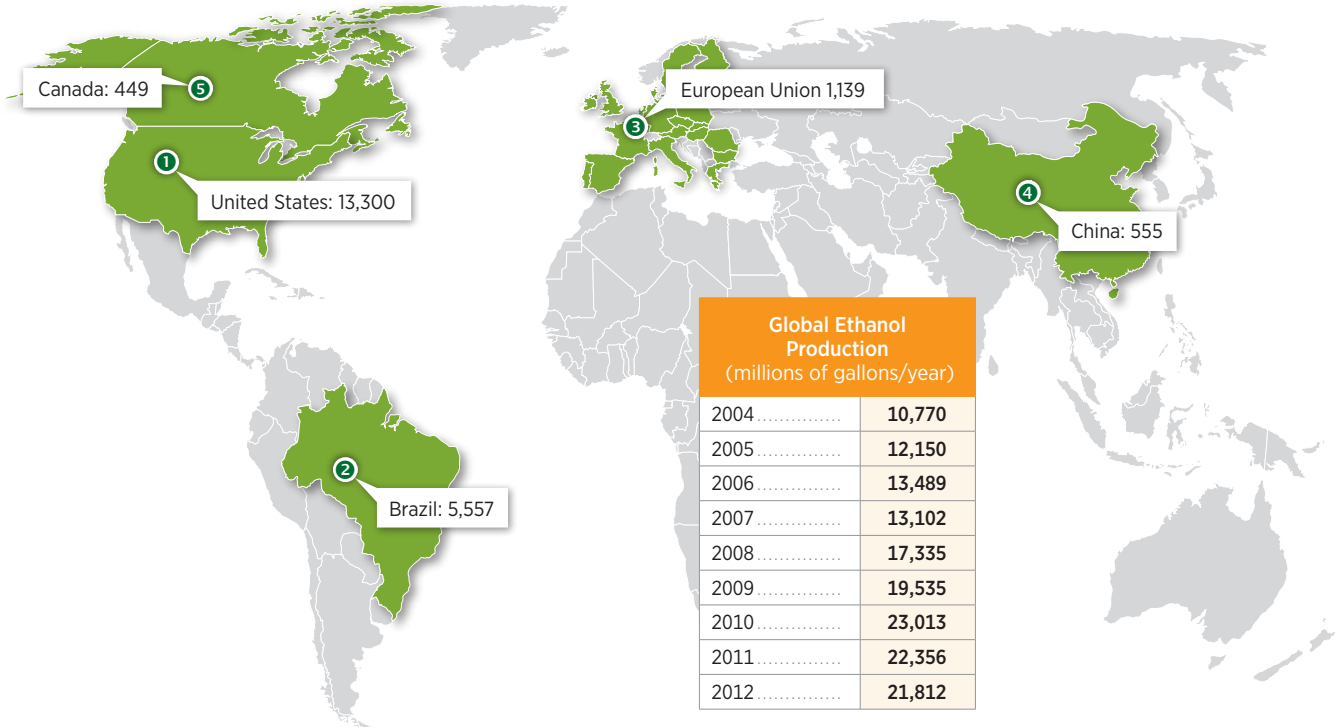 Canada: 449
5
European Union 1,139
3
1
United States: 13,300
4
China: 555
2
Brazil: 5,557
Global Ethanol
Production
(millions of gallons/year)
2004.............. 10,770
2005.............. 12,150
2006.............. 13,489
2007.............. 13,102
2008.............. 17,335
2009.............. 19,535
2010.............. 23,013
2011.............. 22,356
2012.............. 21,812